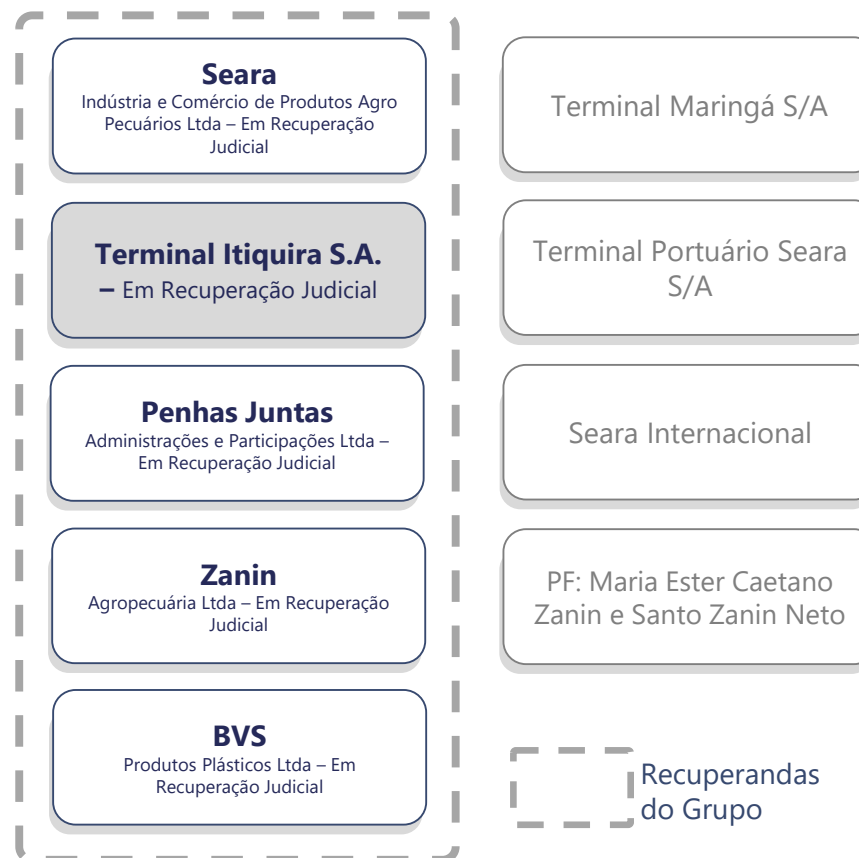 Seara
Indústria e Comércio de Produtos Agro
Pecuários Ltda – Em Recuperação
Judicial
Terminal Itiquira S.A.
– Em Recuperação Judicial
Penhas Juntas
Administrações e Participações Ltda –
Em Recuperação Judicial
Zanin
Agropecuária Ltda – Em Recuperação
Judicial
BVS
Produtos Plásticos Ltda – Em
Recuperação Judicial
Terminal Maringá S/A
Terminal Portuário Seara
S/A
Seara Internacional
PF: Maria Ester Caetano
Zanin e Santo Zanin Neto
Recuperandas
do Grupo